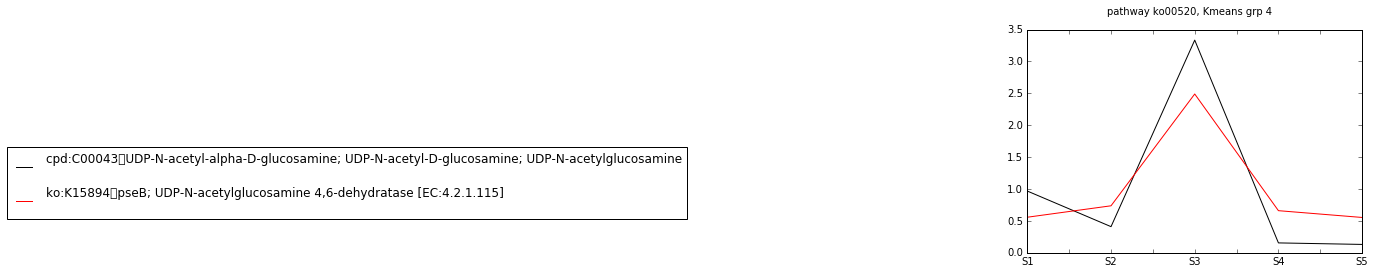 pathway ko00520, Kmeans grp 4
3.5
3.0
2.5
2.0
1.5
1.0
0.5
0.0
S1 S2 S3 S4 S5
cpd:C00043▯UDP-N-acetyl-alpha-D-glucosamine; UDP-N-acetyl-D-glucosamine; UDP-N-acetylglucosamine
ko:K15894▯pseB; UDP-N-acetylglucosamine 4,6-dehydratase [EC:4.2.1.115]